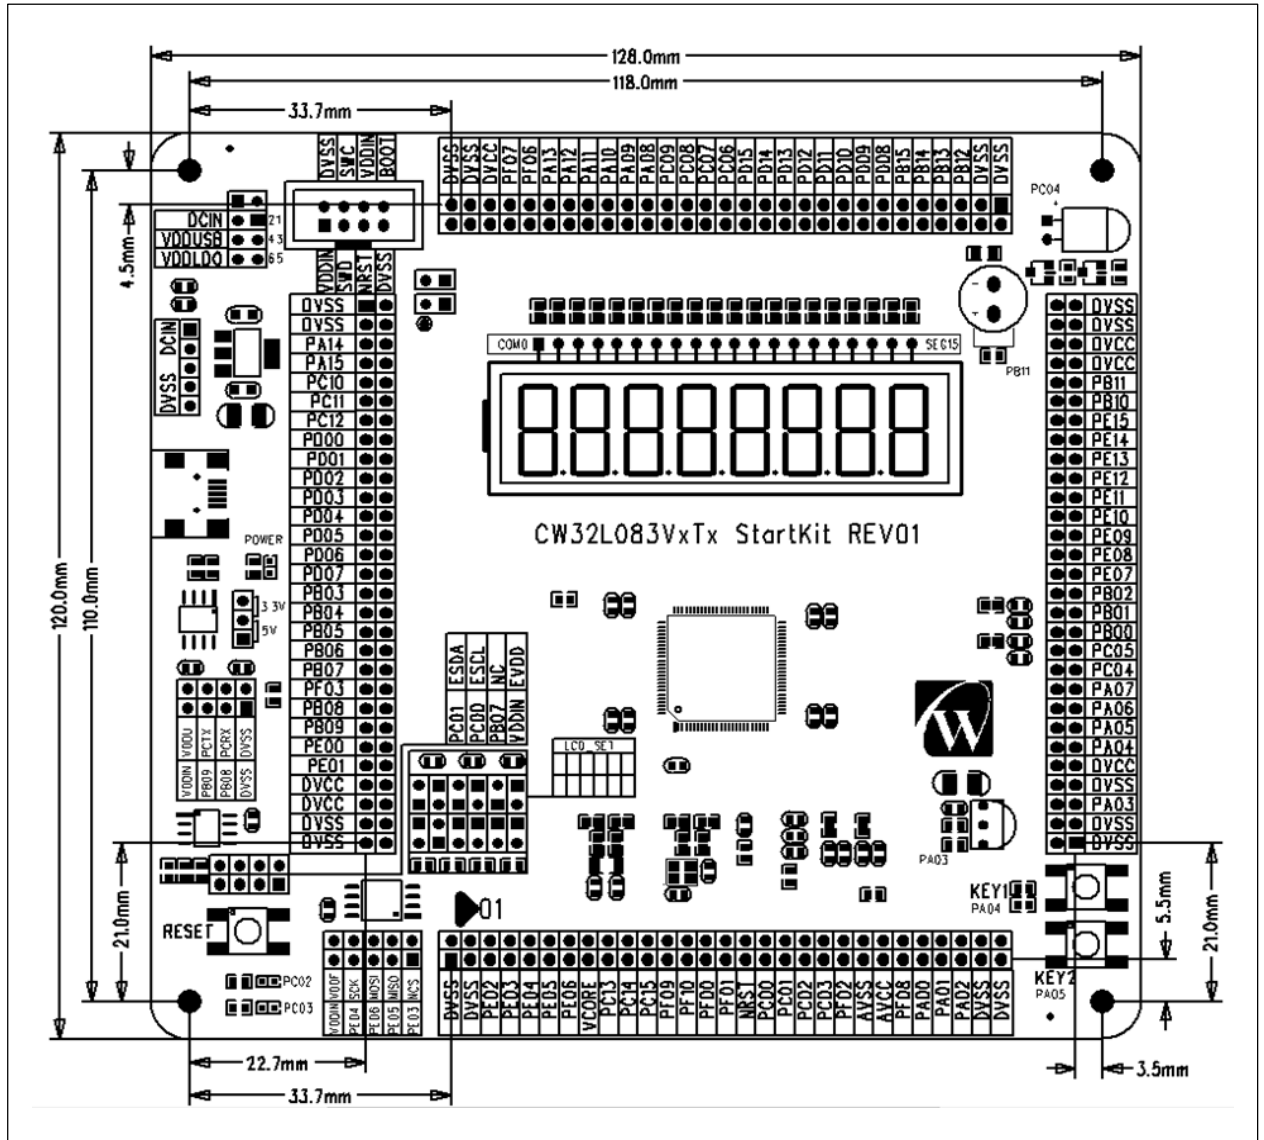 128.0mm
118.0mm
33.7mm
DVSS SWC VDDIN BOOT
DVSS DVSS DVCC PF07 PF06 PA13 PA12 PA11 PA10 PA09 PA08 PC09 PC08 PC07 PC06 PD15 PD14 PD13 PD12 PD11 PD10 PD09 PD08 PB15 PB14 PB13 PB12 DVSS DVSS
PC04
DCIN 21
VDDUSB 43
VDDLDO 65
4.5mm
VDDIN SWD NRST DVSS
DVSS
DVSS
PA14
PA15
PC10
PC11
PC12
PD00
PD01
PD02
PD03
PD04
PD05
PD06
PD07
PB03
PB04
PB05
PB06
PB07
PF03
PB08
PB09
PE00
PE01
DVCC
DVCC
DVSS
DVSS
DVSS DCIN
COM0 SEG15
PB11
DVSS
DVSS
DVCC
DVCC
PB11
PB10
PE15
PE14
PE13
PE12
PE11
PE10
PE09
PE08
PE07
PB02
PB01
PB00
PC05
PC04
PA07
PA06
PA05
PA04
DVCC
DVSS
PA03
DVSS
DVSS
CW32L083VxTx StartKit REV01
POWER
3.3V
5V
120.0mm
110.0mm
ESDA ESCL NC EVDD
PC01 PC00 PB07 VDDIN
W
LCD_SET
VDDU PCTX PCRX DVSS
VDDIN PB09 PB08 DVSS
PA03
KEY1
PA04
KEY2
PA05
01
RESET
PC02
PC03
21.0mm
5.5mm
21.0mm
VDDF SCK MOSI MISO NCS
VDDIN PE04 PE06 PE05 PE03
DVSS DVSS PE02 PE03 PE04 PE05 PE06 VCORE PC13 PC14 PC15 PF09 PF10 PF00 PF01 NRST PC00 PC01 PC02 PC03 PF02 AVSS AVCC PF08 PA00 PA01 PA02 DVSS DVSS
22.7mm
33.7mm
3.5mm